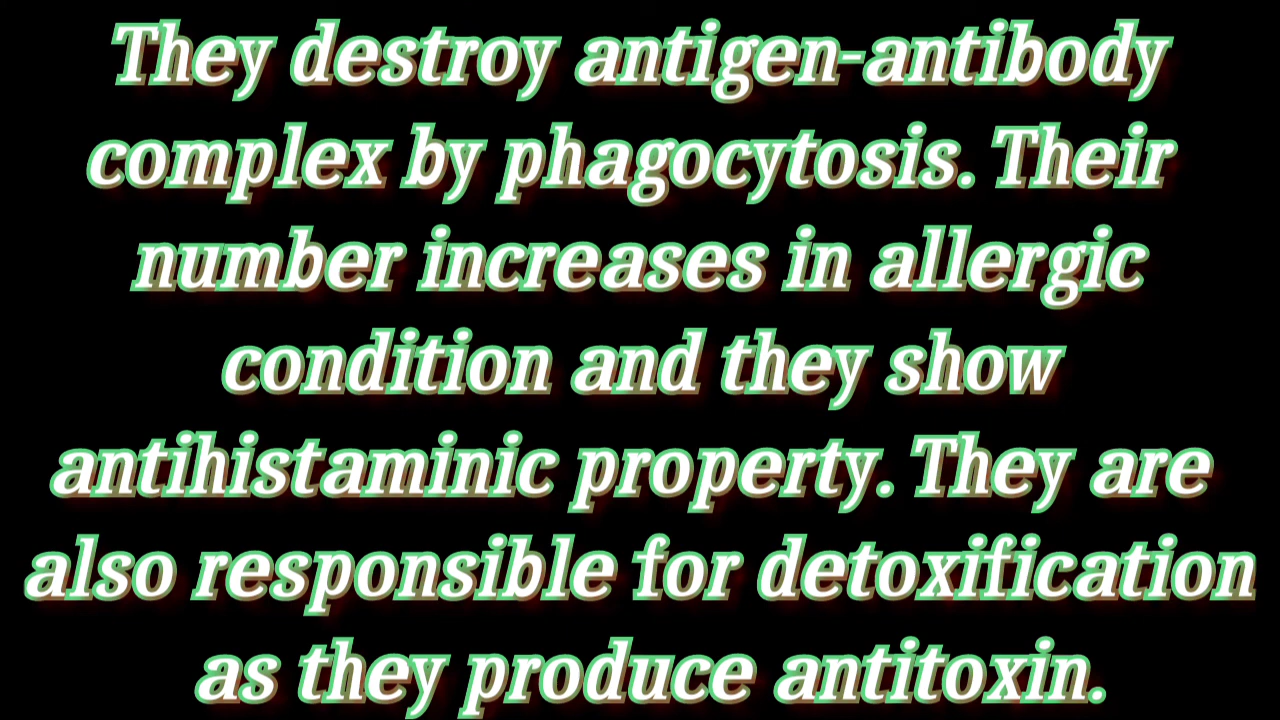 They destroy antigen-antibody
complex by phagocytosis. Their
number increases in allergic
condition and they show
antihistaminic property. They are
also responsible for detoxification
as they produce antitoxin.